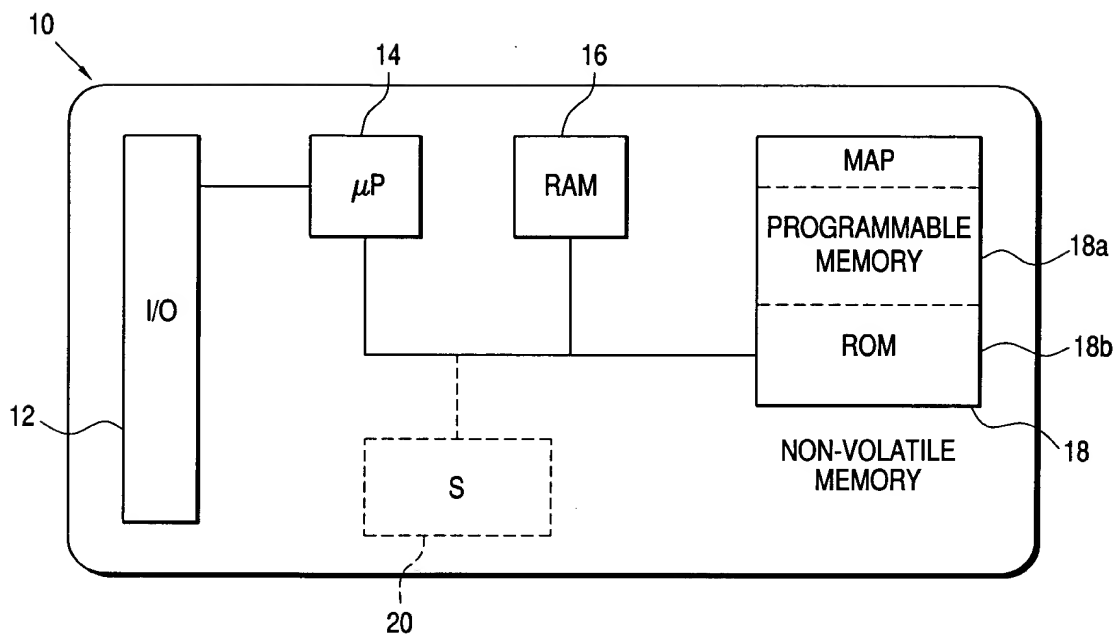 10
14
16
μP
RAM
MAP
PROGRAMMABLE
MEMORY
18a
I/O
ROM
18b
12
18
NON-VOLATILE
MEMORY
S
20